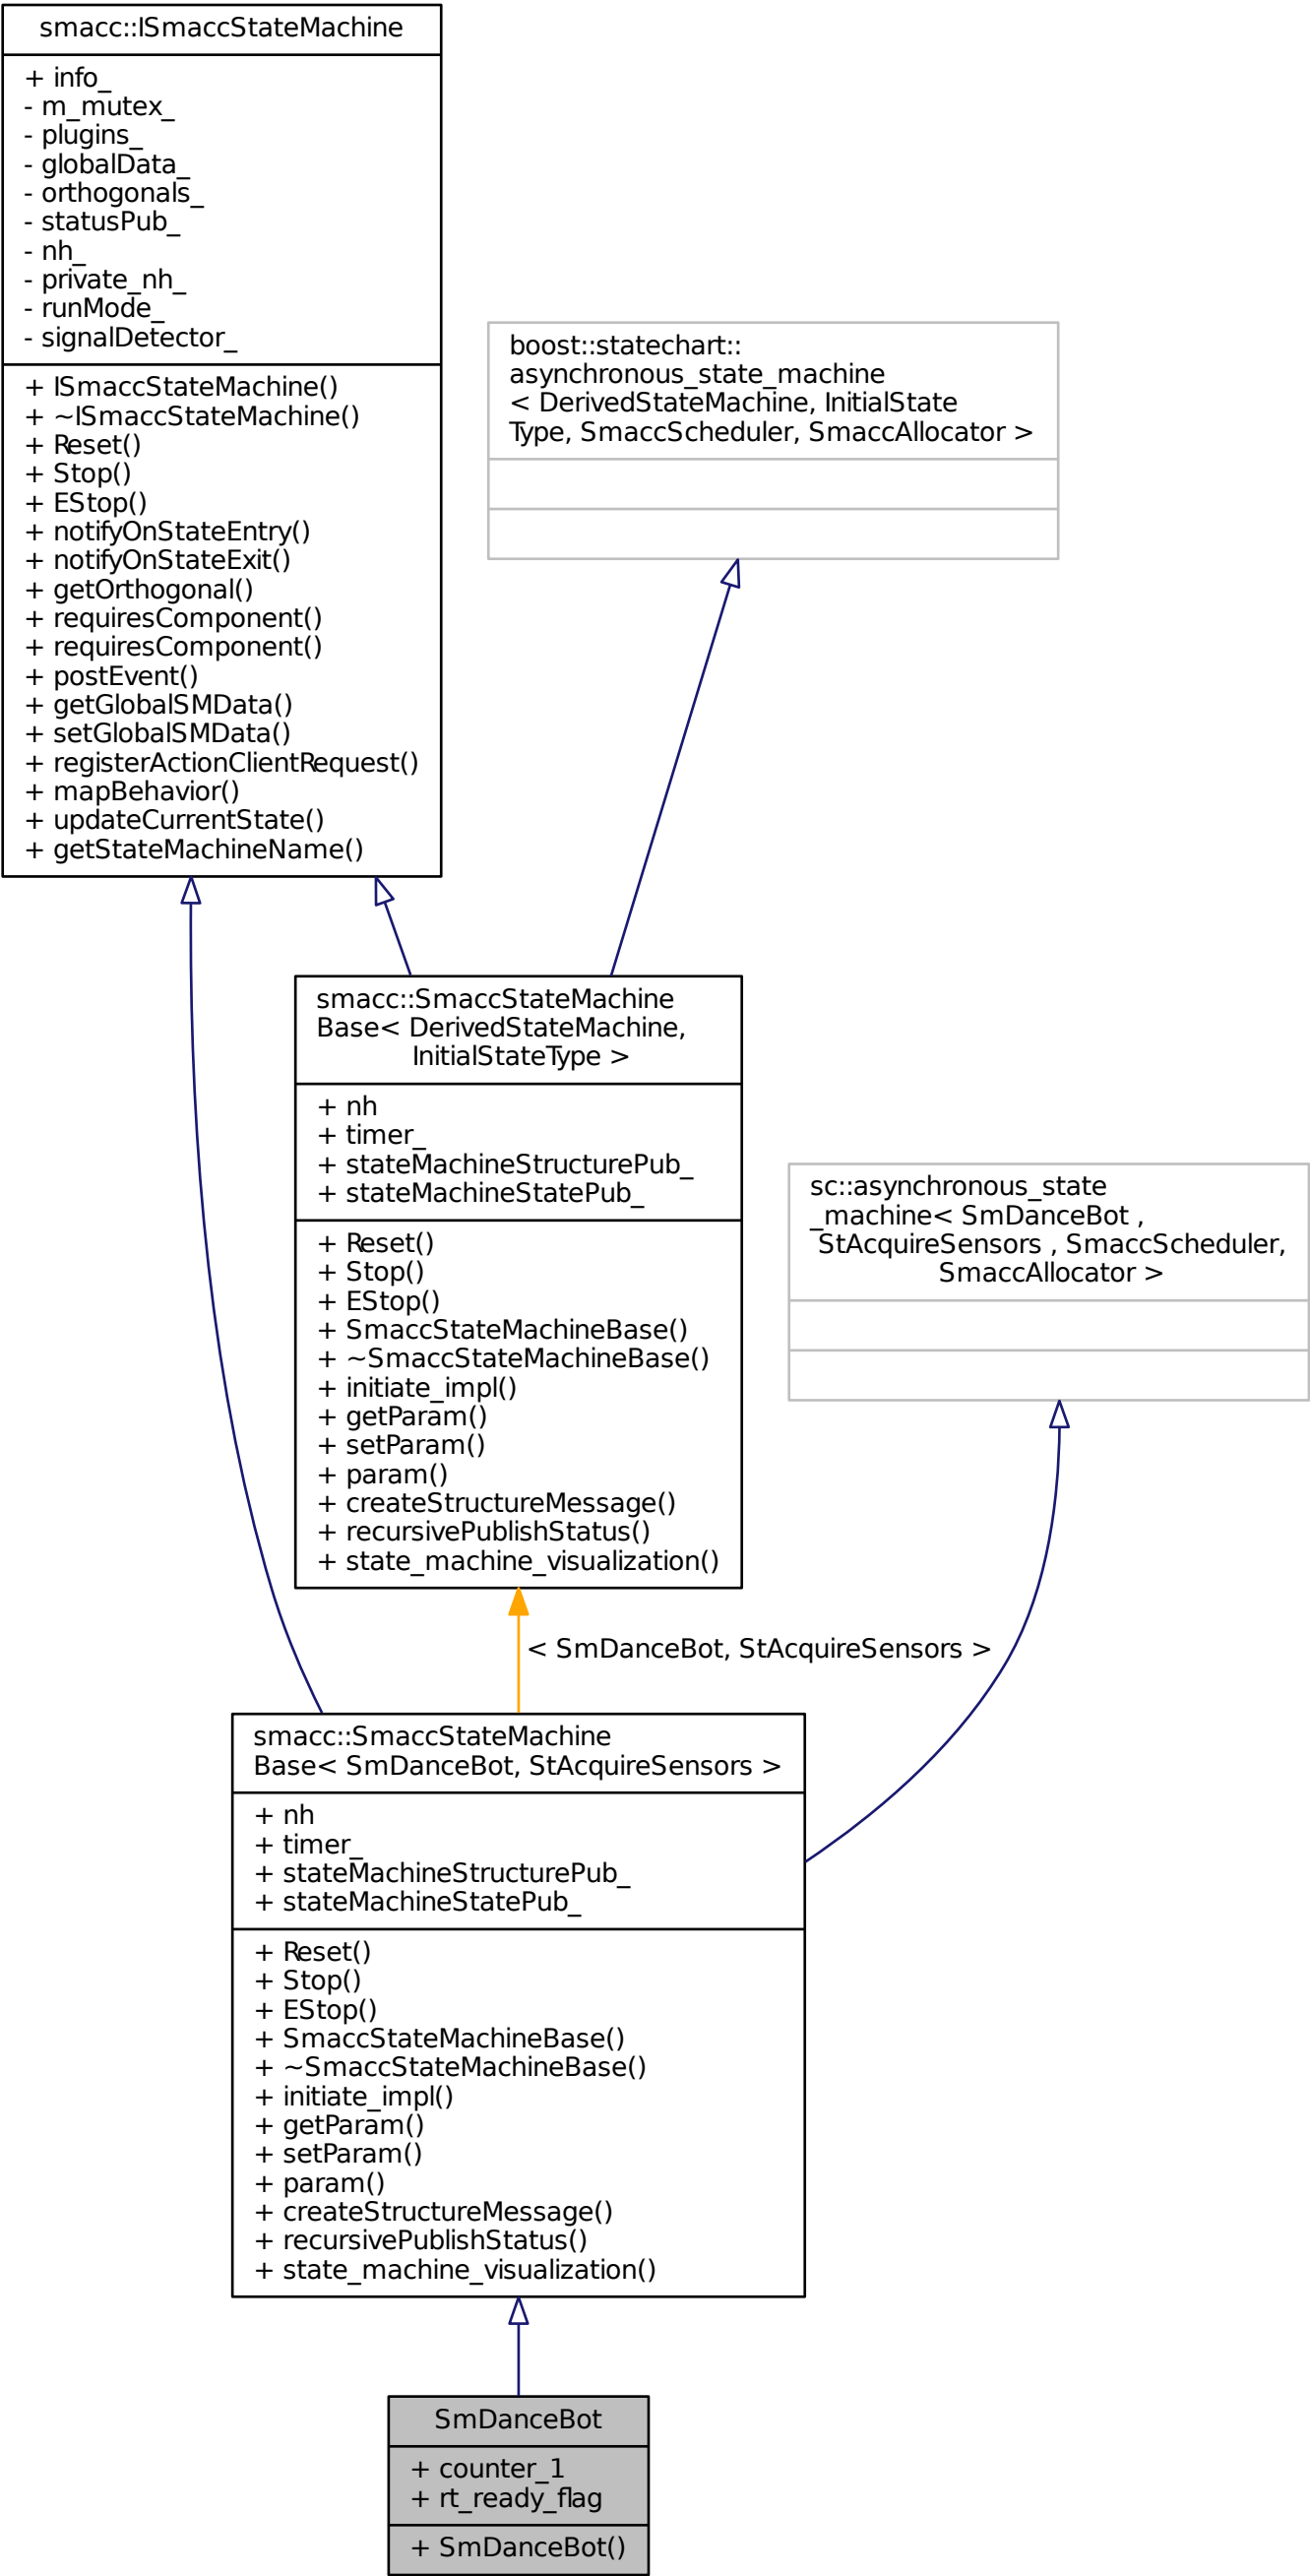 smacc::ISmaccStateMachine
+ info_
- m_mutex_
- plugins_
- globalData_
- orthogonals_
- statusPub_
- nh_
- private_nh_
- runMode_
- signalDetector_
+ ISmaccStateMachine()
+ ~ISmaccStateMachine()
+ Reset()
+ Stop()
+ EStop()
+ notifyOnStateEntry()
+ notifyOnStateExit()
+ getOrthogonal()
+ requiresComponent()
+ requiresComponent()
+ postEvent()
+ getGlobalSMData()
+ setGlobalSMData()
+ registerActionClientRequest()
+ mapBehavior()
+ updateCurrentState()
+ getStateMachineName()
boost::statechart::
asynchronous_state_machine
< DerivedStateMachine, InitialState
Type, SmaccScheduler, SmaccAllocator >
smacc::SmaccStateMachine
Base< DerivedStateMachine,
InitialStateType >
+ nh
+ timer_
+ stateMachineStructurePub_
+ stateMachineStatePub_
+ Reset()
+ Stop()
+ EStop()
+ SmaccStateMachineBase()
+ ~SmaccStateMachineBase()
+ initiate_impl()
+ getParam()
+ setParam()
+ param()
+ createStructureMessage()
+ recursivePublishStatus()
+ state_machine_visualization()
sc::asynchronous_state
_machine< SmDanceBot ,
StAcquireSensors , SmaccScheduler,
SmaccAllocator >
< SmDanceBot, StAcquireSensors >
smacc::SmaccStateMachine
Base< SmDanceBot, StAcquireSensors >
+ nh
+ timer_
+ stateMachineStructurePub_
+ stateMachineStatePub_
+ Reset()
+ Stop()
+ EStop()
+ SmaccStateMachineBase()
+ ~SmaccStateMachineBase()
+ initiate_impl()
+ getParam()
+ setParam()
+ param()
+ createStructureMessage()
+ recursivePublishStatus()
+ state_machine_visualization()
SmDanceBot
+ counter_1
+ rt_ready_flag
+ SmDanceBot()